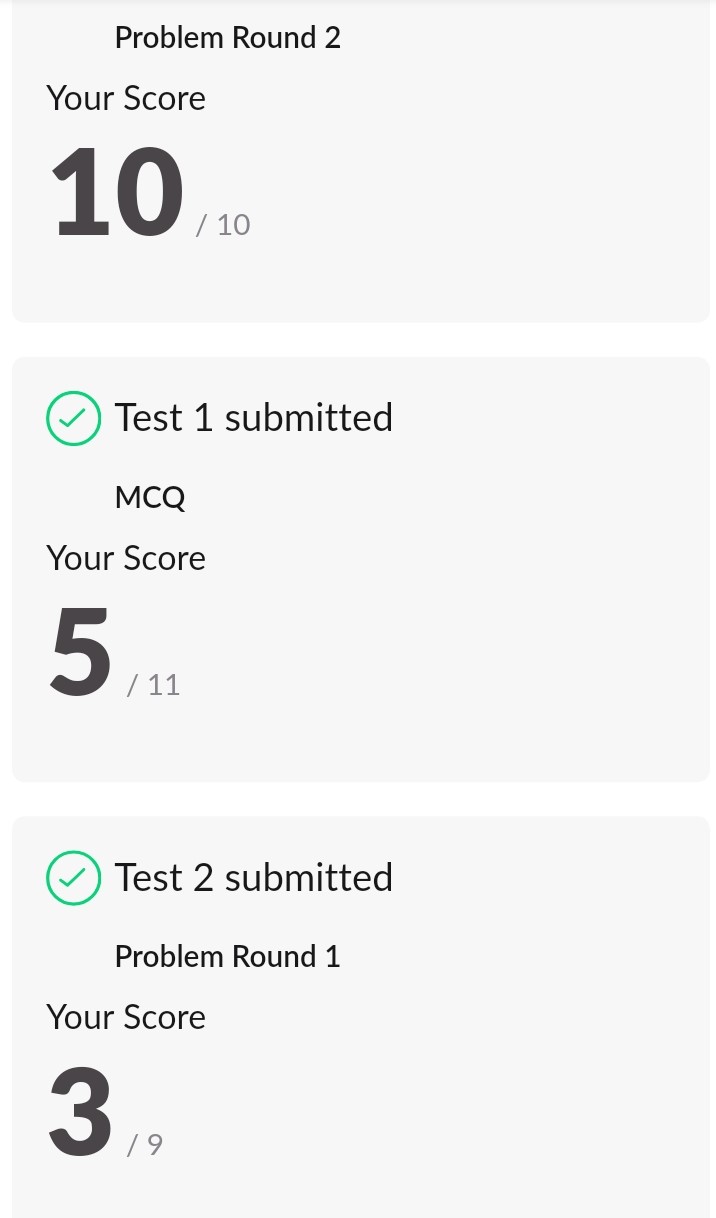 Problem Round 2
Your Score
10 / 10
Test 1 submitted
MCQ
Your Score
5 / 11
Test 2 submitted
Problem Round 1
Your Score
3 / 9